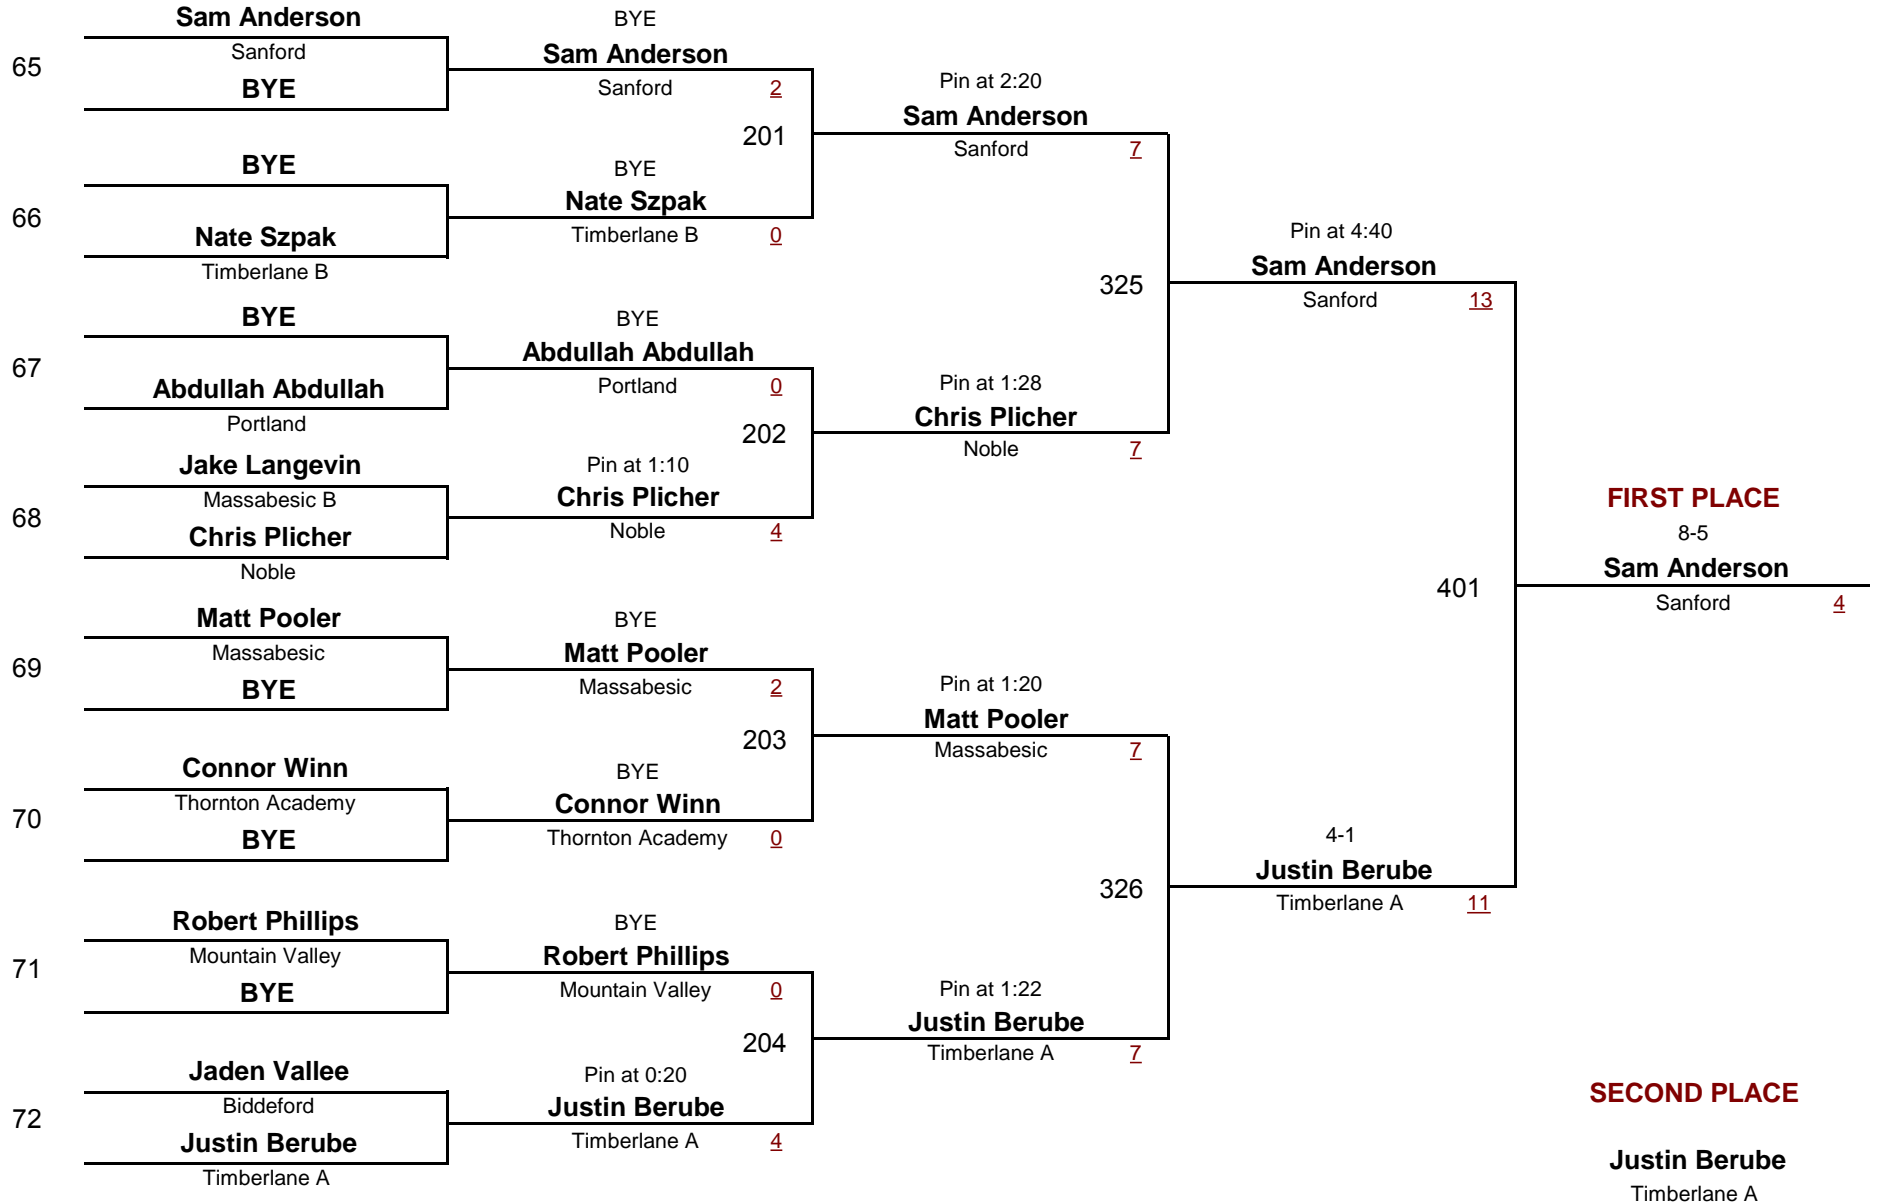 Sam Anderson
Sanford
65
BYE
BYE
66
Nate Szpak
Timberlane B
BYE
67
Abdullah Abdullah
Portland
Jake Langevin
Massabesic B
68
Chris Plicher
Noble
Matt Pooler
Massabesic
69
BYE
Connor Winn
Thornton Academy
70
BYE
Robert Phillips
Mountain Valley
71
BYE
Jaden Vallee
Biddeford
72
Justin Berube
Timberlane A
BYE
Sam Anderson
Sanford 2
201
BYE
Nate Szpak
Timberlane B 0
BYE
Abdullah Abdullah
Portland 0
202
Pin at 1:10
Chris Plicher
Noble 4
BYE
Matt Pooler
Massabesic 2
203
BYE
Connor Winn
Thornton Academy 0
BYE
Robert Phillips
Mountain Valley 0
204
Pin at 0:20
Justin Berube
Timberlane A 4
Pin at 2:20
Sam Anderson
Sanford 7
325
Pin at 1:28
Chris Plicher
Noble 7
Pin at 1:20
Matt Pooler
Massabesic 7
326
Pin at 1:22
Justin Berube
Timberlane A 7
Pin at 4:40
Sam Anderson
Sanford 13
401
4-1
Justin Berube
Timberlane A 11
FIRST PLACE
8-5
Sam Anderson
Sanford 4
SECOND PLACE
Justin Berube
Timberlane A